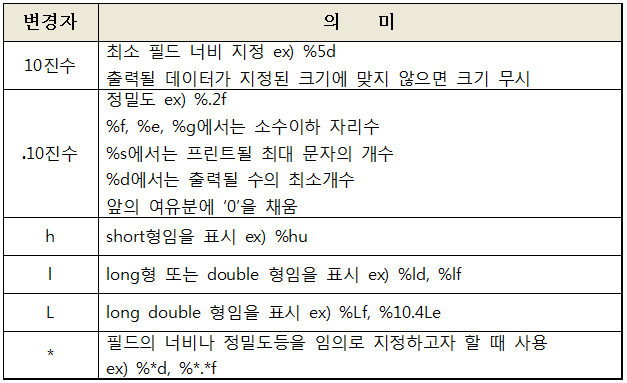 변경자 의 미
10진수 최소 필드 너비 지정 ex) %5d
출력될 데이터가 지정된 크기에 맞지 않으면 크기 무시
.10진수 정밀도 ex) %.2f
%f, %e, %g에서는 소수이하 자리수
%s에서는 프린트될 최대 문자의 개수
%d에서는 출력될 수의 최소개수
앞의 여유분에 '0'을 채움
h short형임을 표시 ex) %hu
l long형 또는 double 형임을 표시 ex) %ld, %lf
L long double 형임을 표시 ex) %Lf, %10.4Le
* 필드의 너비나 정밀도등을 임의로 지정하고자 할 때 사용
ex) %*d, %*.*f